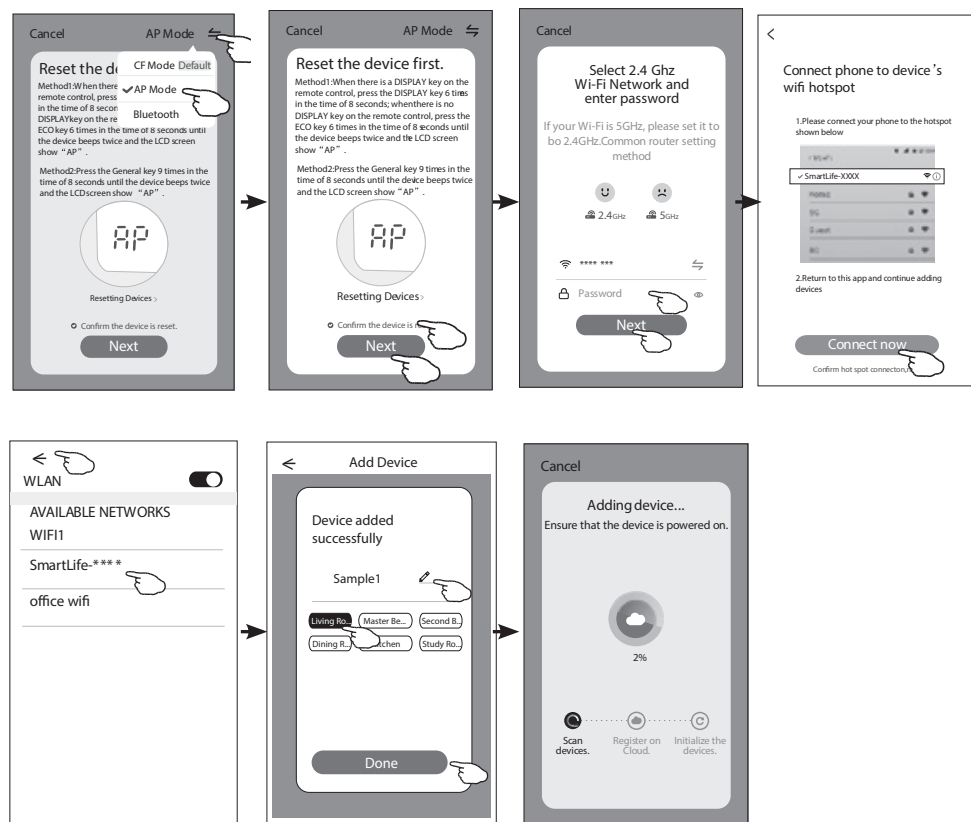 Cancel
AP Mode
CF Mode Default
AP Mode
Bluetooth
Reset the de
Method1:When there
remote control, press
in the time of 8 secon
DISPLAYkey on the re
ECO key 6 times in the time of 8 seconds until
the device beeps twice and the LCD screen
show “AP” .
Method2:Press the General key 9 times in the
time of 8 seconds until the device beeps twice
and the LCDscreen show “AP” .
AP
Resetting Devices >
Confirm the device is reset.
Next
Cancel
AP Mode
Reset the device first.
Method1:When there is a DISPLAY key on the
remote control, press the DISPLAY key 6 times
in the time of 8 seconds; whenthere is no
DISPLAY key on the remote control, press the
ECO key 6 times in the time of 8 seconds until
the device beeps twice and the LCD screen
show “AP” .
Method2:Press the General key 9 times in the
time of 8 seconds until the device beeps twice
and the LCD screen show “AP” .
AP
Resetting Devices >
Confirm the device is r
Next
Cancel
Select 2.4 Ghz
Wi-Fi Network and
enter password
If your Wi-Fi is 5GHz, please set it to
bo 2.4GHz.Common router setting
method
2.4GHz
5GHz
**** ***
Password
Next
<
Connect phone to device’s
wifi hotspot
1.Please connect your phone to the hotspot
shown below
SmartLife-XXXX
2.Return to this app and continue adding
devices
Connect now
Confirm hot spot connecton,
WLAN
AVAILABLE NETWORKS
WIFI1
SmartLife-****
office wifi
Add Device
Device added
successfully
Sample1
Living Ro...
Master Be...
Second B...
Dining R...
tchen
Study Ro...
Done
Cancel
Adding device...
Ensure that the device is powered on.
2%
Scan
devices.
Register on
Cloud.
Initialize the
devices.